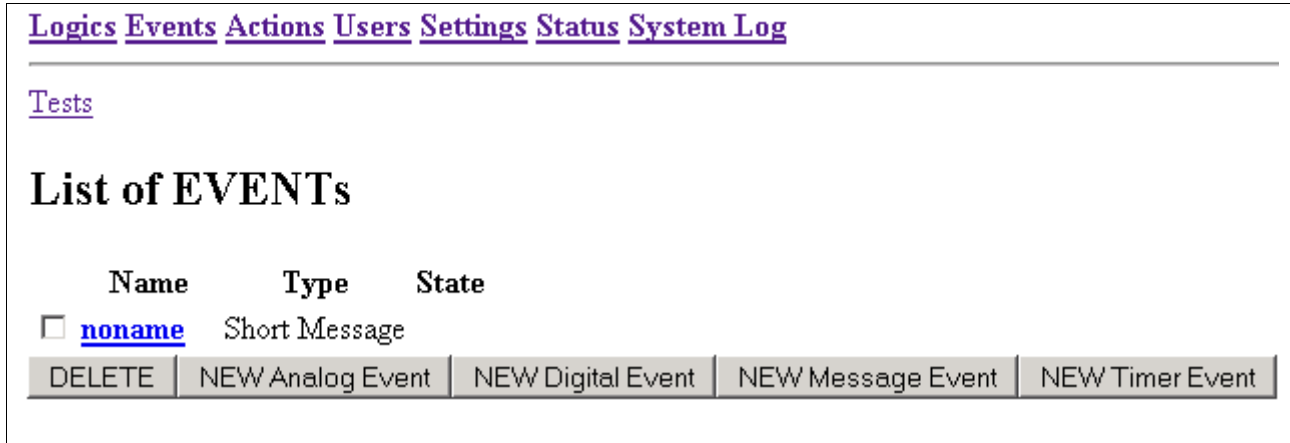 Logics Events Actions Users Settings Status System Log
Tests
List of EVENTs
Name Type State
noname Short Message
DELETE NEW Analog Event NEW Digital Event NEW Message Event NEW Timer Event